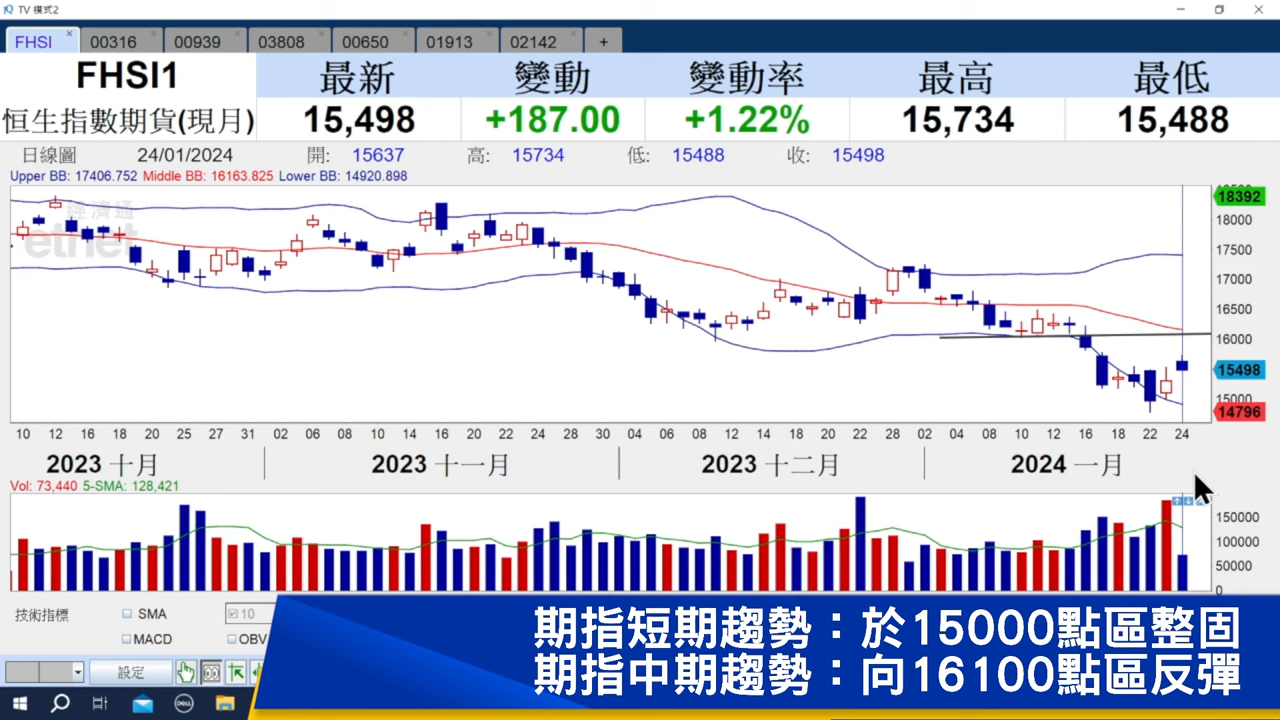 TV 模式2
FHSI 00316 00939 03808 00650 01913 02142 +
FHSI1 最新 變動 變動率 最高 最低
恒生指數期貨(現月) 15,498 +187.00 +1.22% 15,734 15,488
日線圖 24/01/2024 開: 15637 高: 15734 低: 15488 收: 15498
Upper BB: 17406.752 Middle BB: 16163.825 Lower BB: 14920.898
經濟通
etnet
18392
18000
17500
17000
16500
16000
15498
15000
14796
10 12 16 18 20 25 27 31 02 06 08 10 14 16 20 22 24 28 30 04 06 08 12 14 18 20 22 28 02 04 08 10 12 16 18 22 24
2023 十月 2023 十一月 2023 十二月 2024 一月
Vol: 73,440 5-SMA: 128,421
150000
100000
50000
0
技術指標 SMA 10
MACD OBV
設定
期指短期趨勢：於15000點區整固
期指中期趨勢：向16100點區反彈
DELL